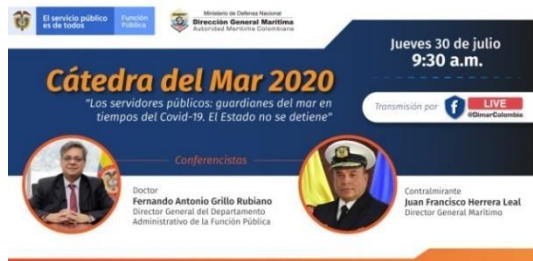 El servicio público
es de todos
Función
Pública
Ministerio de Defensa Nacional
Dirección General Marítima
Autoridad Marítima Colombiana
Jueves 30 de julio
9:30 a.m.
Cátedra del Mar 2020
"Los servidores públicos: guardianes del mar en
tiempos del Covid-19. El Estado no se detiene"
Transmisión por f LIVE
@DimarColombia
Conferencistas
Doctor
Fernando Antonio Grillo Rubiano
Director General del Departamento
Administrativo de la Función Pública
Contralmirante
Juan Francisco Herrera Leal
Director General Marítimo